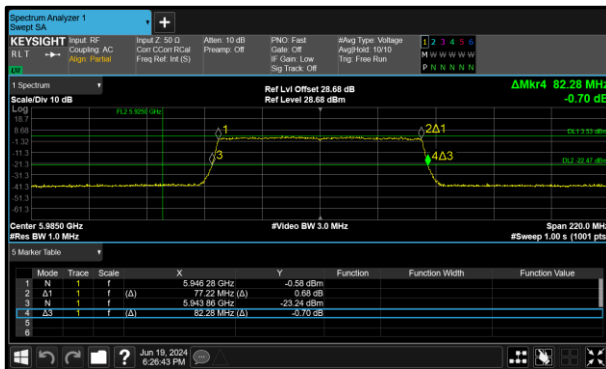 Spectrum Analyzer 1
Swept SA
KEYSIGHT Input: RF Input Z: 50 Ω Atten: 10 dB PNO: Fast #Avg Type: Voltage 1 2 3 4 5 6
RLT Coupling: AC Corr CCorr RCal Preamp: Off Gate: Off Avg|Hold: 10/10 M W W W W W
Align: Partial Freq Ref: Int (S) IF Gain: Low Trig: Free Run P N N N N N
Sig Track: Off
1 Spectrum Ref Lvl Offset 28.68 dB ΔMkr4 82.28 MHz
Scale/Div 10 dB Ref Level 28.68 dBm -0.70 dB
Log FL2 5.9250 GHz
18.7
8.68 1 2Δ1 DL1 3.53 dBm
-1.32
-11.3 3 4Δ3
-21.3 DL2 -22.47 dBm
-31.3
-41.3
-51.3
-61.3
Center 5.9850 GHz #Video BW 3.0 MHz Span 220.0 MHz
#Res BW 1.0 MHz #Sweep 1.00 s (1001 pts)
5 Marker Table
Mode Trace Scale X Y Function Function Width Function Value
1 N 1 f 5.946 28 GHz -0.58 dBm
2 Δ1 1 f (Δ) 77.22 MHz (Δ) 0.68 dB
3 N 1 f 5.943 86 GHz -23.24 dBm
4 Δ3 1 f (Δ) 82.28 MHz (Δ) -0.70 dB
5
6
? Jun 19, 2024
6:26:43 PM